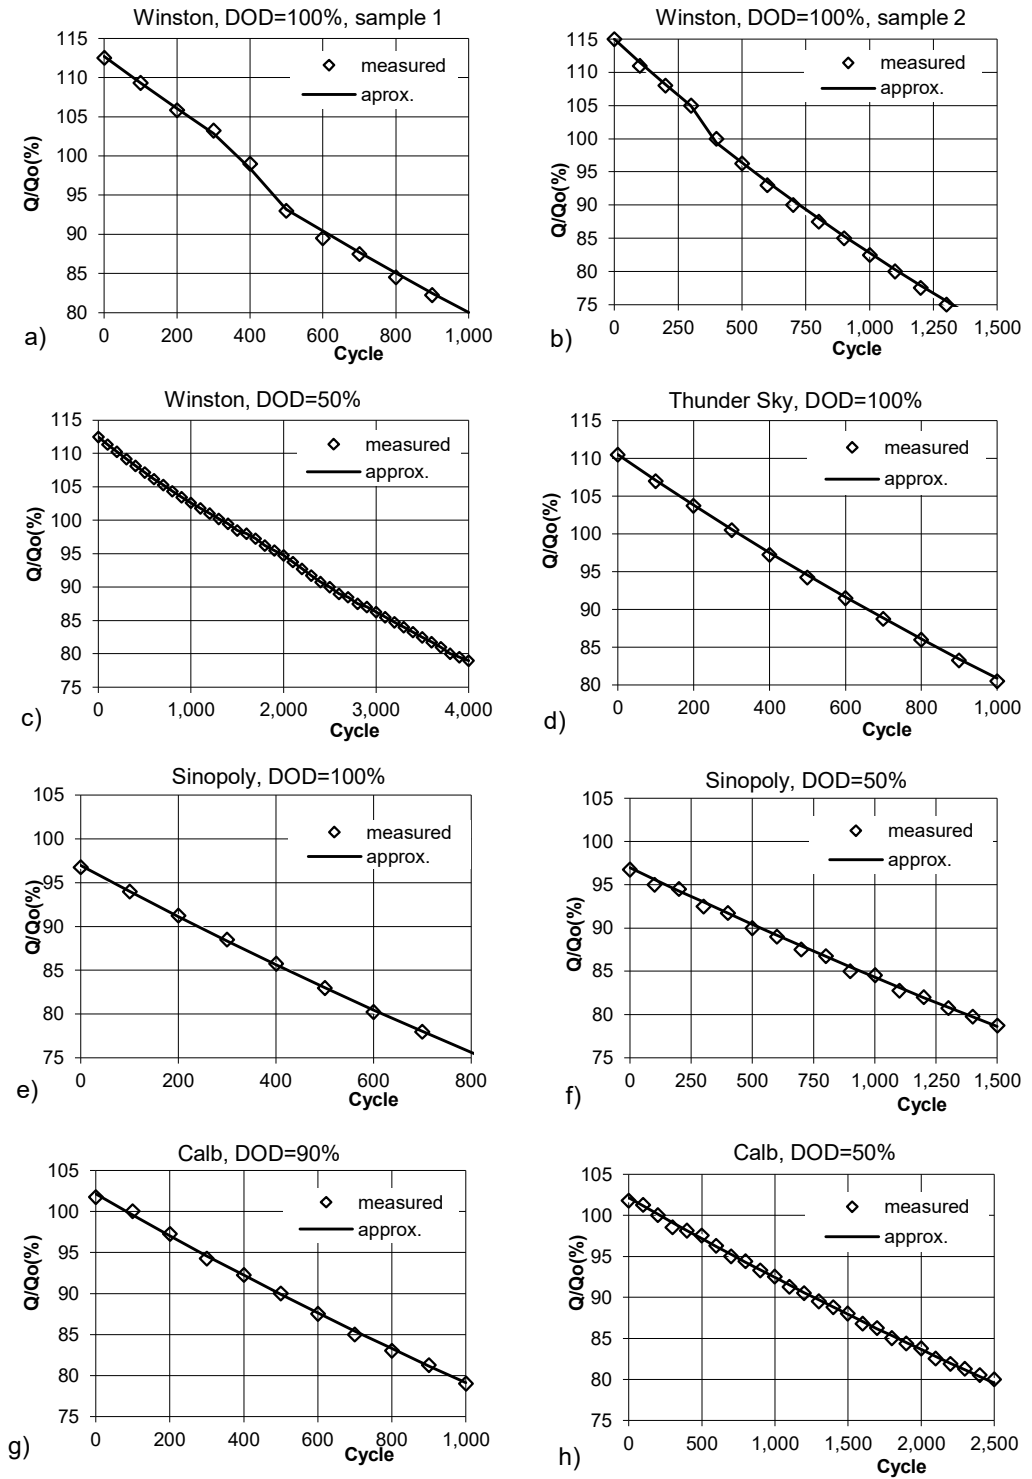 Winston, DOD=100%, sample 1
115
110
105
100
95
90
85
80
Q/Qo(%)
measured
aprox.
0
200
400
600
800
1,000
Cycle
a)
Winston, DOD=100%, sample 2
115
110
105
100
95
90
85
80
75
Q/Qo(%)
measured
aprox.
0
250
500
750
1,000
1,250
1,500
Cycle
b)
Winston, DOD=50%
115
110
105
100
95
90
85
80
75
Q/Qo(%)
measured
approx.
0
1,000
2,000
3,000
4,000
Cycle
c)
Thunder Sky, DOD=100%
115
110
105
100
95
90
85
80
Q/Qo(%)
measured
approx.
0
200
400
600
800
1,000
Cycle
d)
Sinopoly, DOD=100%
105
100
95
90
85
80
75
Q/Qo(%)
measured
approx.
0
200
400
600
800
Cycle
e)
Sinopoly, DOD=50%
105
100
95
90
85
80
75
Q/Qo(%)
measured
approx.
0
250
500
750
1,000
1,250
1,500
Cycle
f)
Calb, DOD=90%
105
100
95
90
85
80
75
Q/Qo(%)
measured
approx.
0
200
400
600
800
1,000
Cycle
g)
Calb, DOD=50%
105
100
95
90
85
80
75
Q/Qo(%)
measured
approx.
0
500
1,000
1,500
2,000
2,500
Cycle
h)